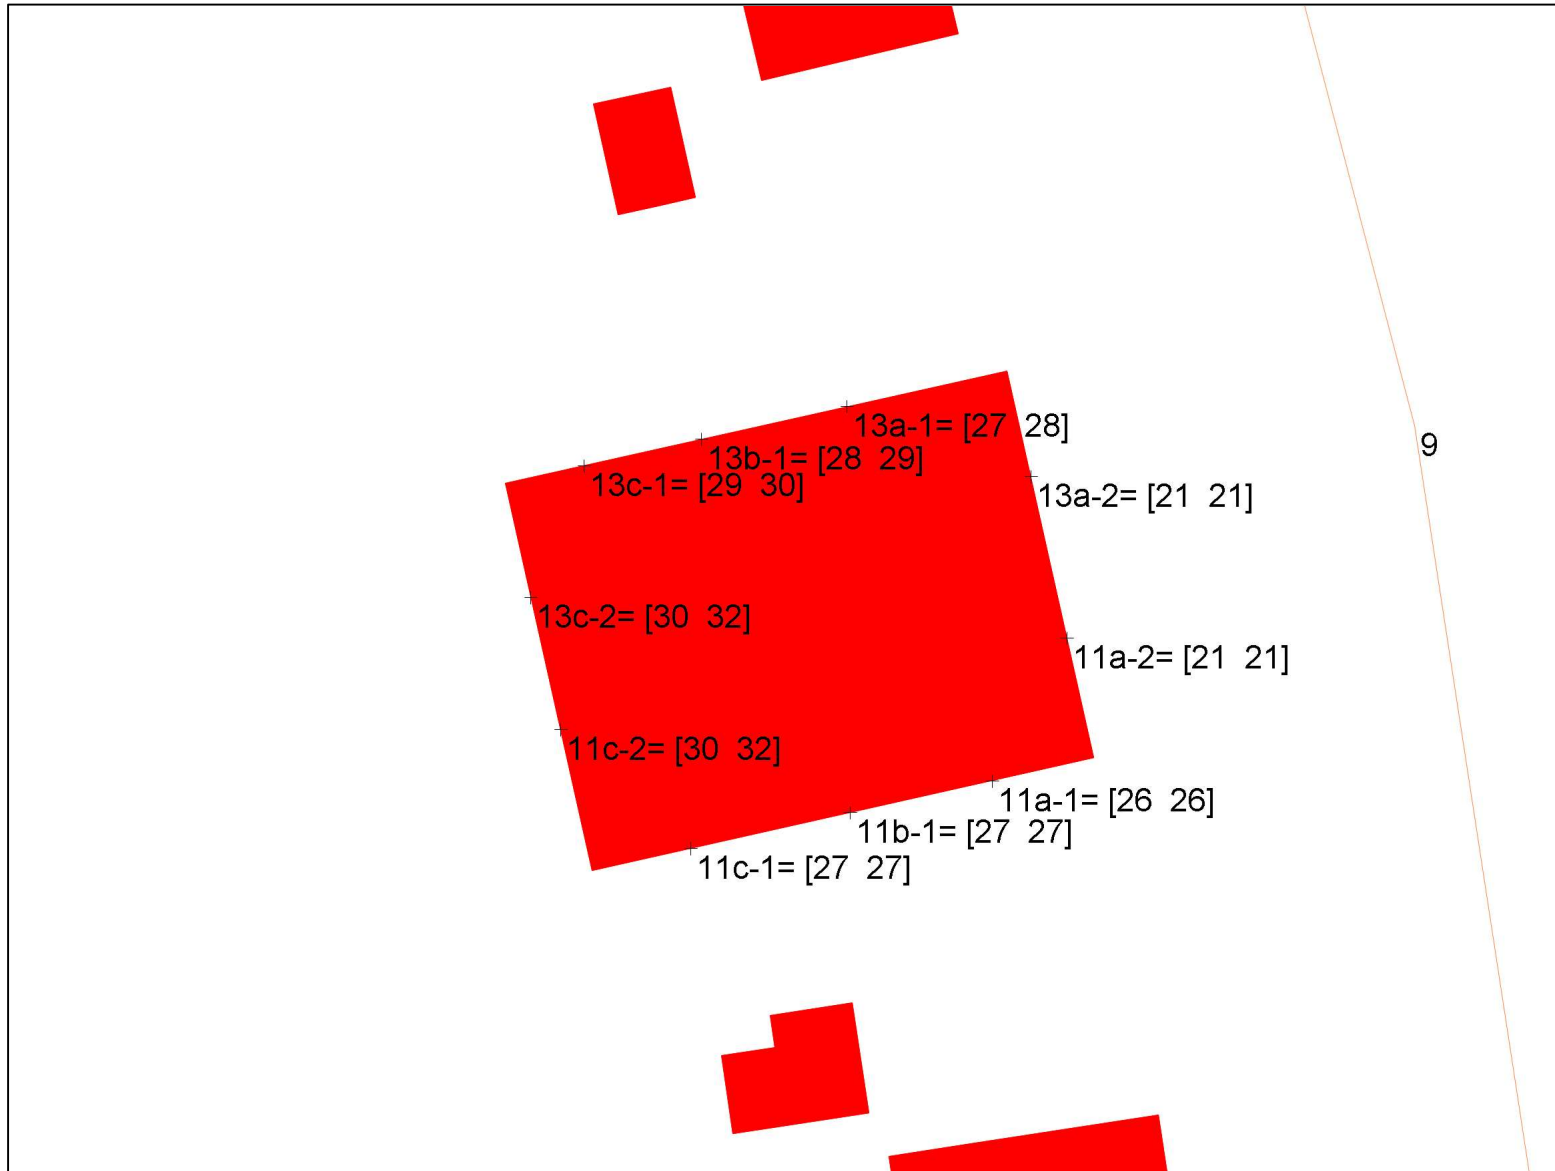 13a-1= [27 28]
9
13b-1= [28 29]
13c-1= [29 30]
13a-2= [21 21]
13c-2= [30 32]
11a-2= [21 21]
11c-2= [30 32]
11a-1= [26 26]
11b-1= [27 27]
11c-1= [27 27]